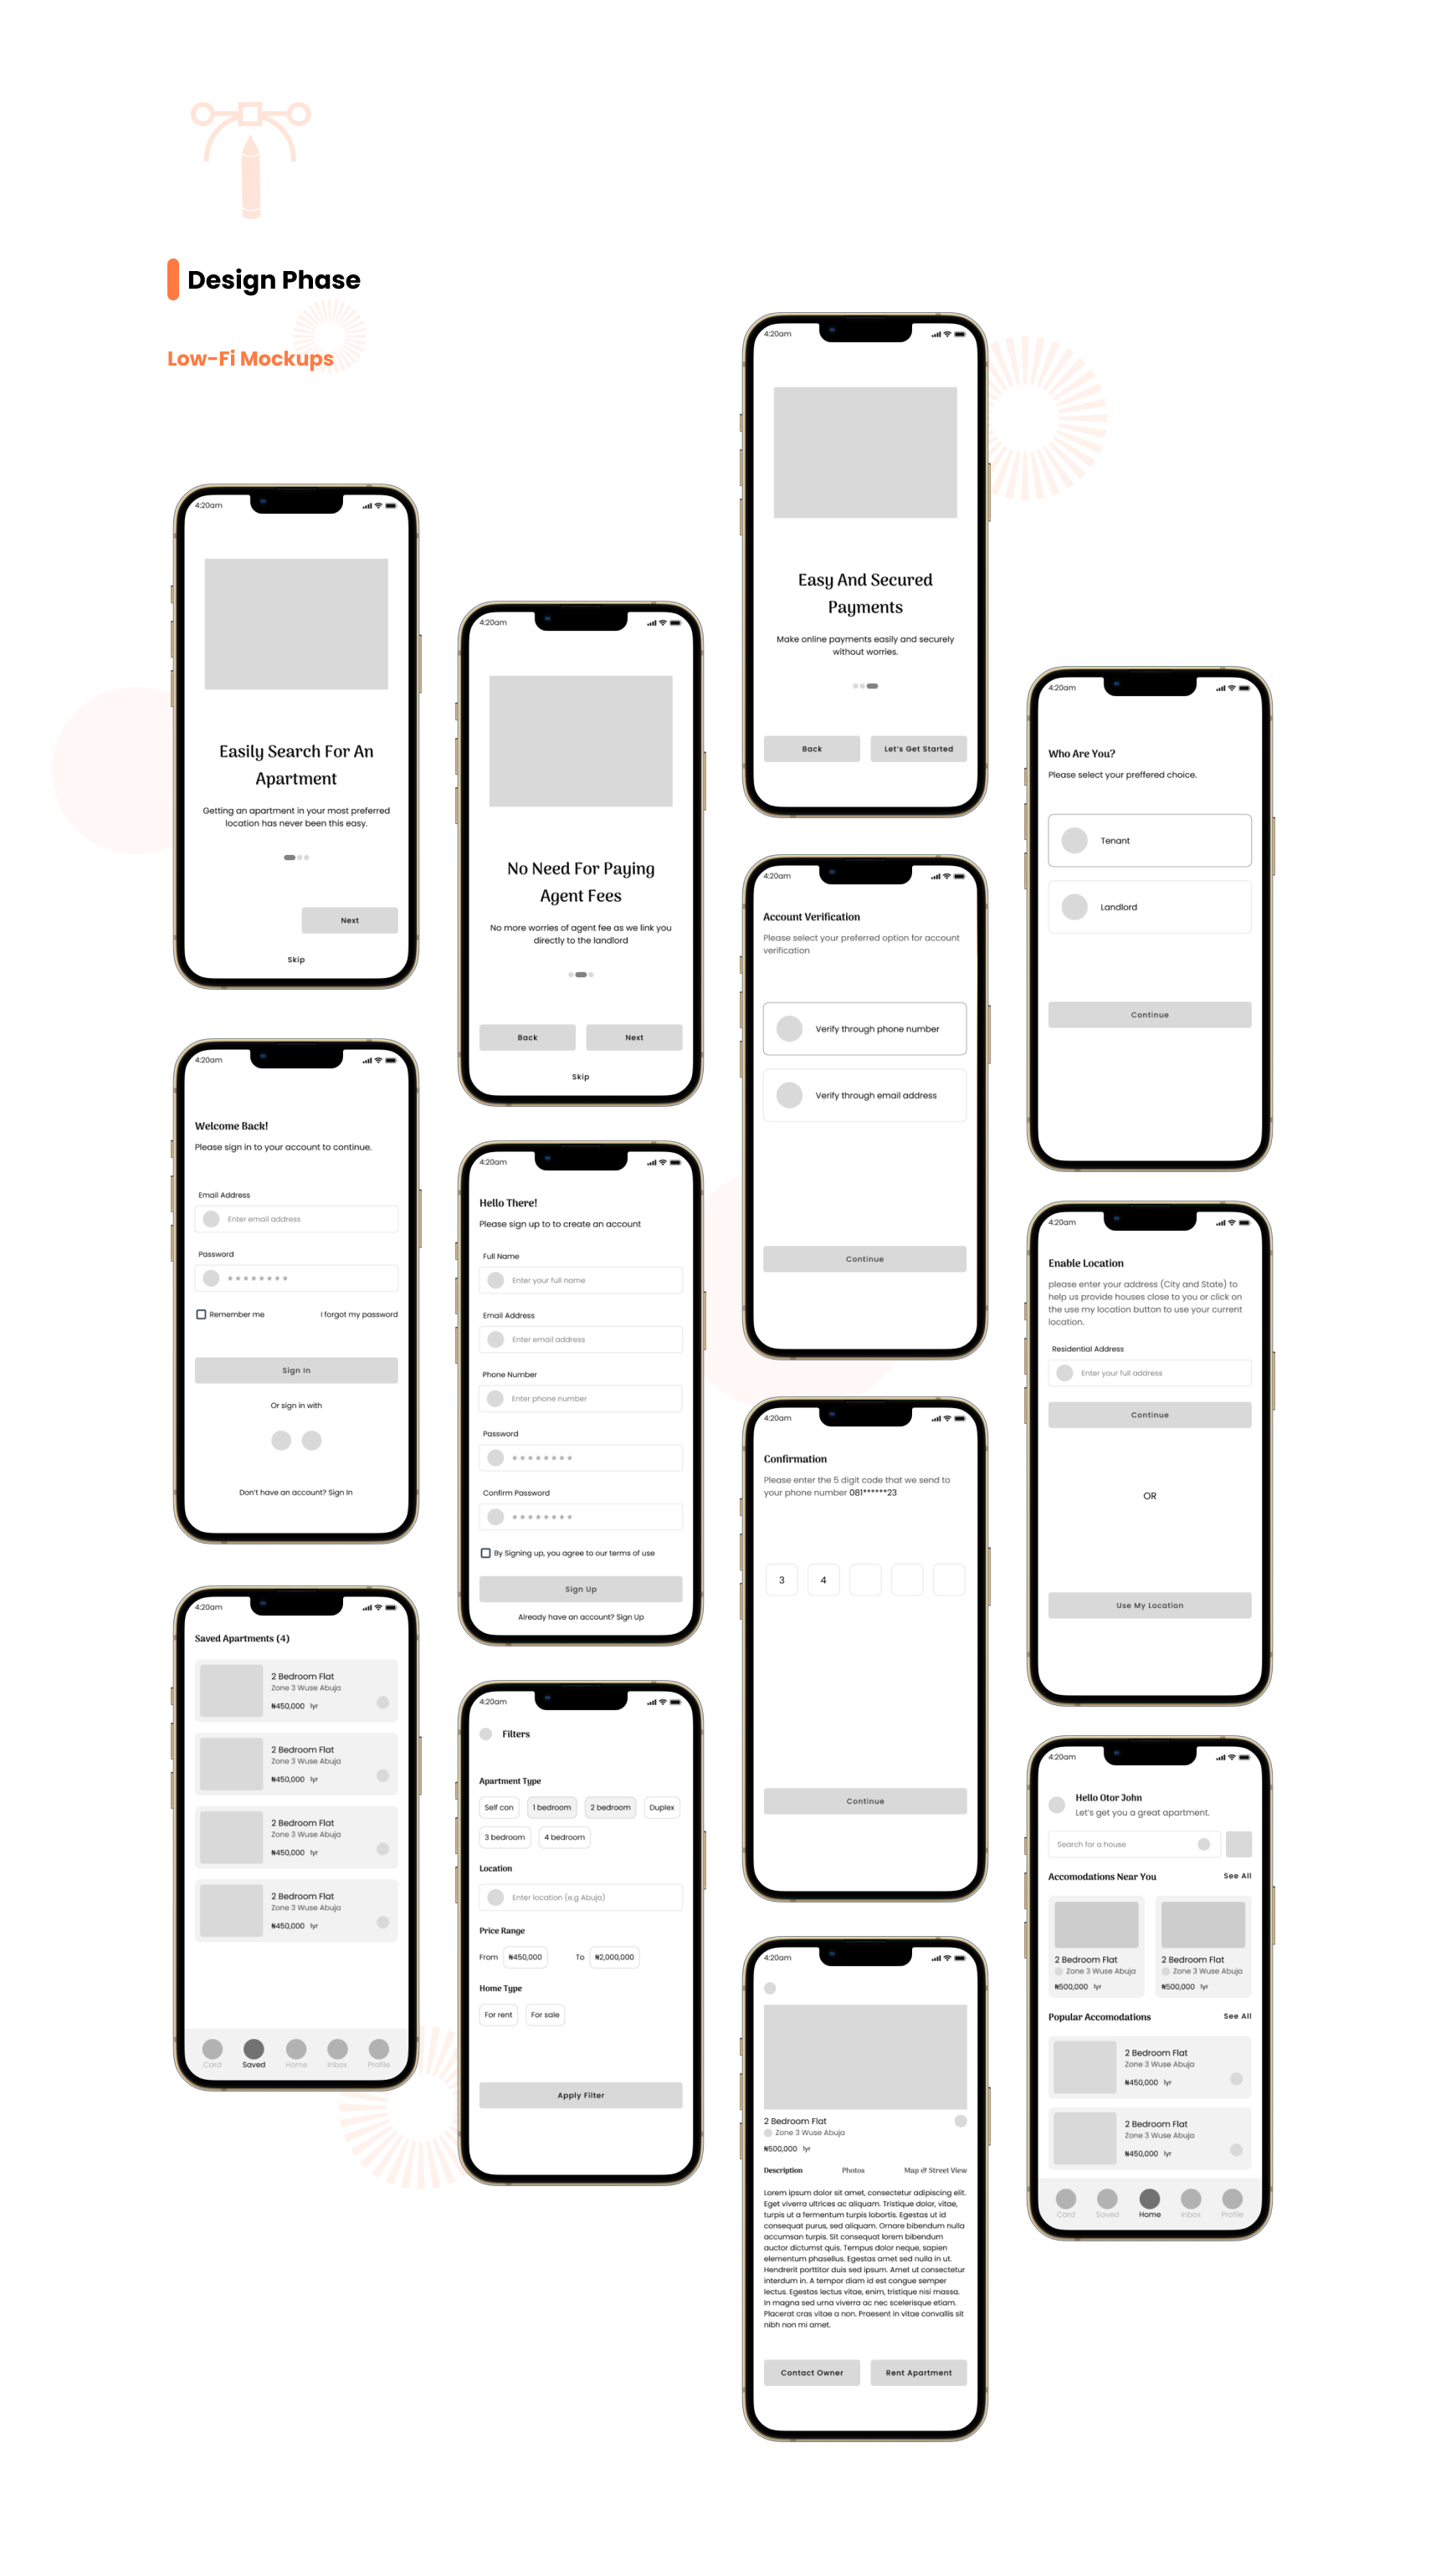 Design Phase
Low-Fi Mockups
4:20am
Easily Search For An
Apartment
Getting an apartment in your most preferred
location has never been this easy.
Next
Skip
4:20am
No Need For Paying
Agent Fees
No more worries of agent fee as we link you
directly to the landlord
Back
Next
Skip
4:20am
Easy And Secured
Payments
Make online payments easily and securely
without worries.
Back
Let's Get Started
4:20am
Who Are You?
Please select your preffered choice.
Tenant
Landlord
Continue
4:20am
Welcome Back!
Please sign in to your account to continue.
Email Address
Enter email address
Password
********
Remember me
I forgot my password
Sign In
Or sign in with
Don't have an account? Sign In
4:20am
Hello There!
Please sign up to to create an account
Full Name
Enter your full name
Email Address
Enter email address
Phone Number
Enter phone number
Password
********
Confirm Password
********
By Signing up, you agree to our terms of use
Sign Up
Already have an account? Sign Up
4:20am
Account Verification
Please select your preferred option for account
verification
Verify through phone number
Verify through email address
Continue
4:20am
Confirmation
Please enter the 5 digit code that we send to
your phone number 081******23
3
4
Continue
4:20am
Enable Location
please enter your address (City and State) to
help us provide houses close to you or click on
the use my location button to use your current
location.
Residential Address
Enter your full address
Continue
OR
Use My Location
4:20am
Saved Apartments (4)
2 Bedroom Flat
Zone 3 Wuse Abuja
₦450,000 1yr
2 Bedroom Flat
Zone 3 Wuse Abuja
₦450,000 1yr
2 Bedroom Flat
Zone 3 Wuse Abuja
₦450,000 1yr
2 Bedroom Flat
Zone 3 Wuse Abuja
₦450,000 1yr
Card
Saved
Home
Inbox
Profile
4:20am
Filters
Apartment Type
Self con
1 bedroom
2 bedroom
Duplex
3 bedroom
4 bedroom
Location
Enter location (e.g Abuja)
Price Range
From ₦450,000 To ₦2,000,000
Home Type
For rent
For sale
Apply Filter
4:20am
2 Bedroom Flat
Zone 3 Wuse Abuja
₦500,000 1yr
Description
Photos
Map & Street View
Lorem ipsum dolor sit amet, consectetur adipiscing elit.
Eget viverra ultrices ac aliquam. Tristique dolor, vitae,
turpis ut a fermentum turpis lobortis. Egestas ut id
consequat purus, sed aliquam. Ornare bibendum nulla
accumsan turpis. Sit consequat lorem bibendum
auctor dictumst quis. Tempus dolor neque, sapien
elementum phasellus. Egestas amet sed nulla in ut.
Hendrerit porttitor duis sed ipsum. Amet ut consectetur
interdum in. A tempor diam id est congue semper
lectus. Egestas lectus vitae, enim, tristique nisi massa.
In magna sed urna viverra ac nec scelerisque etiam.
Placerat cras vitae a non. Praesent in vitae convallis sit
nibh non mi amet.
Contact Owner
Rent Apartment
4:20am
Hello Otor John
Let's get you a great apartment.
Search for a house
Accomodations Near You
See All
2 Bedroom Flat
Zone 3 Wuse Abuja
₦500,000 1yr
2 Bedroom Flat
Zone 3 Wuse Abuja
₦500,000 1yr
Popular Accomodations
See All
2 Bedroom Flat
Zone 3 Wuse Abuja
₦450,000 1yr
2 Bedroom Flat
Zone 3 Wuse Abuja
₦450,000 1yr
Card
Saved
Home
Inbox
Profile